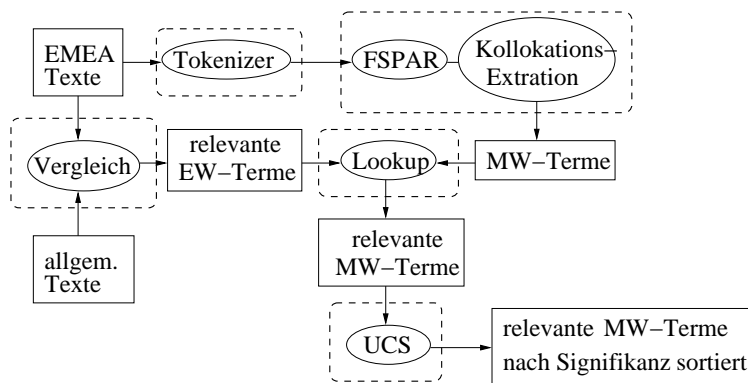 EMEA
Texte
Tokenizer
FSPAR
Kollokations–
Extration
Vergleich
relevante
EW–Terme
Lookup
MW–Terme
allgem.
Texte
relevante
MW–Terme
UCS
relevante MW–Terme
nach Signifikanz sortiert